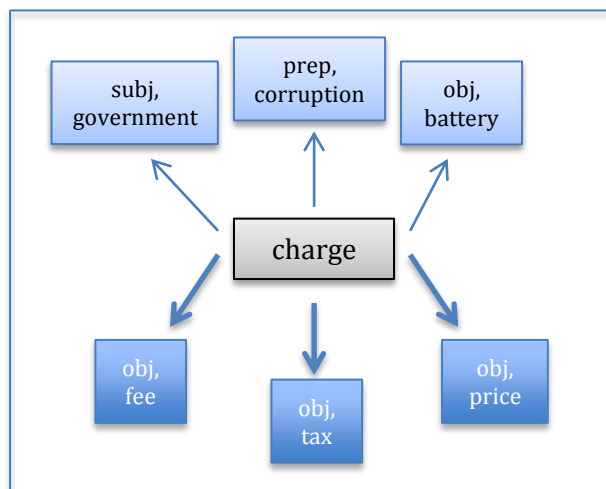 subj,
government
prep,
corruption
obj,
battery
charge
obj,
fee
obj,
tax
obj,
price